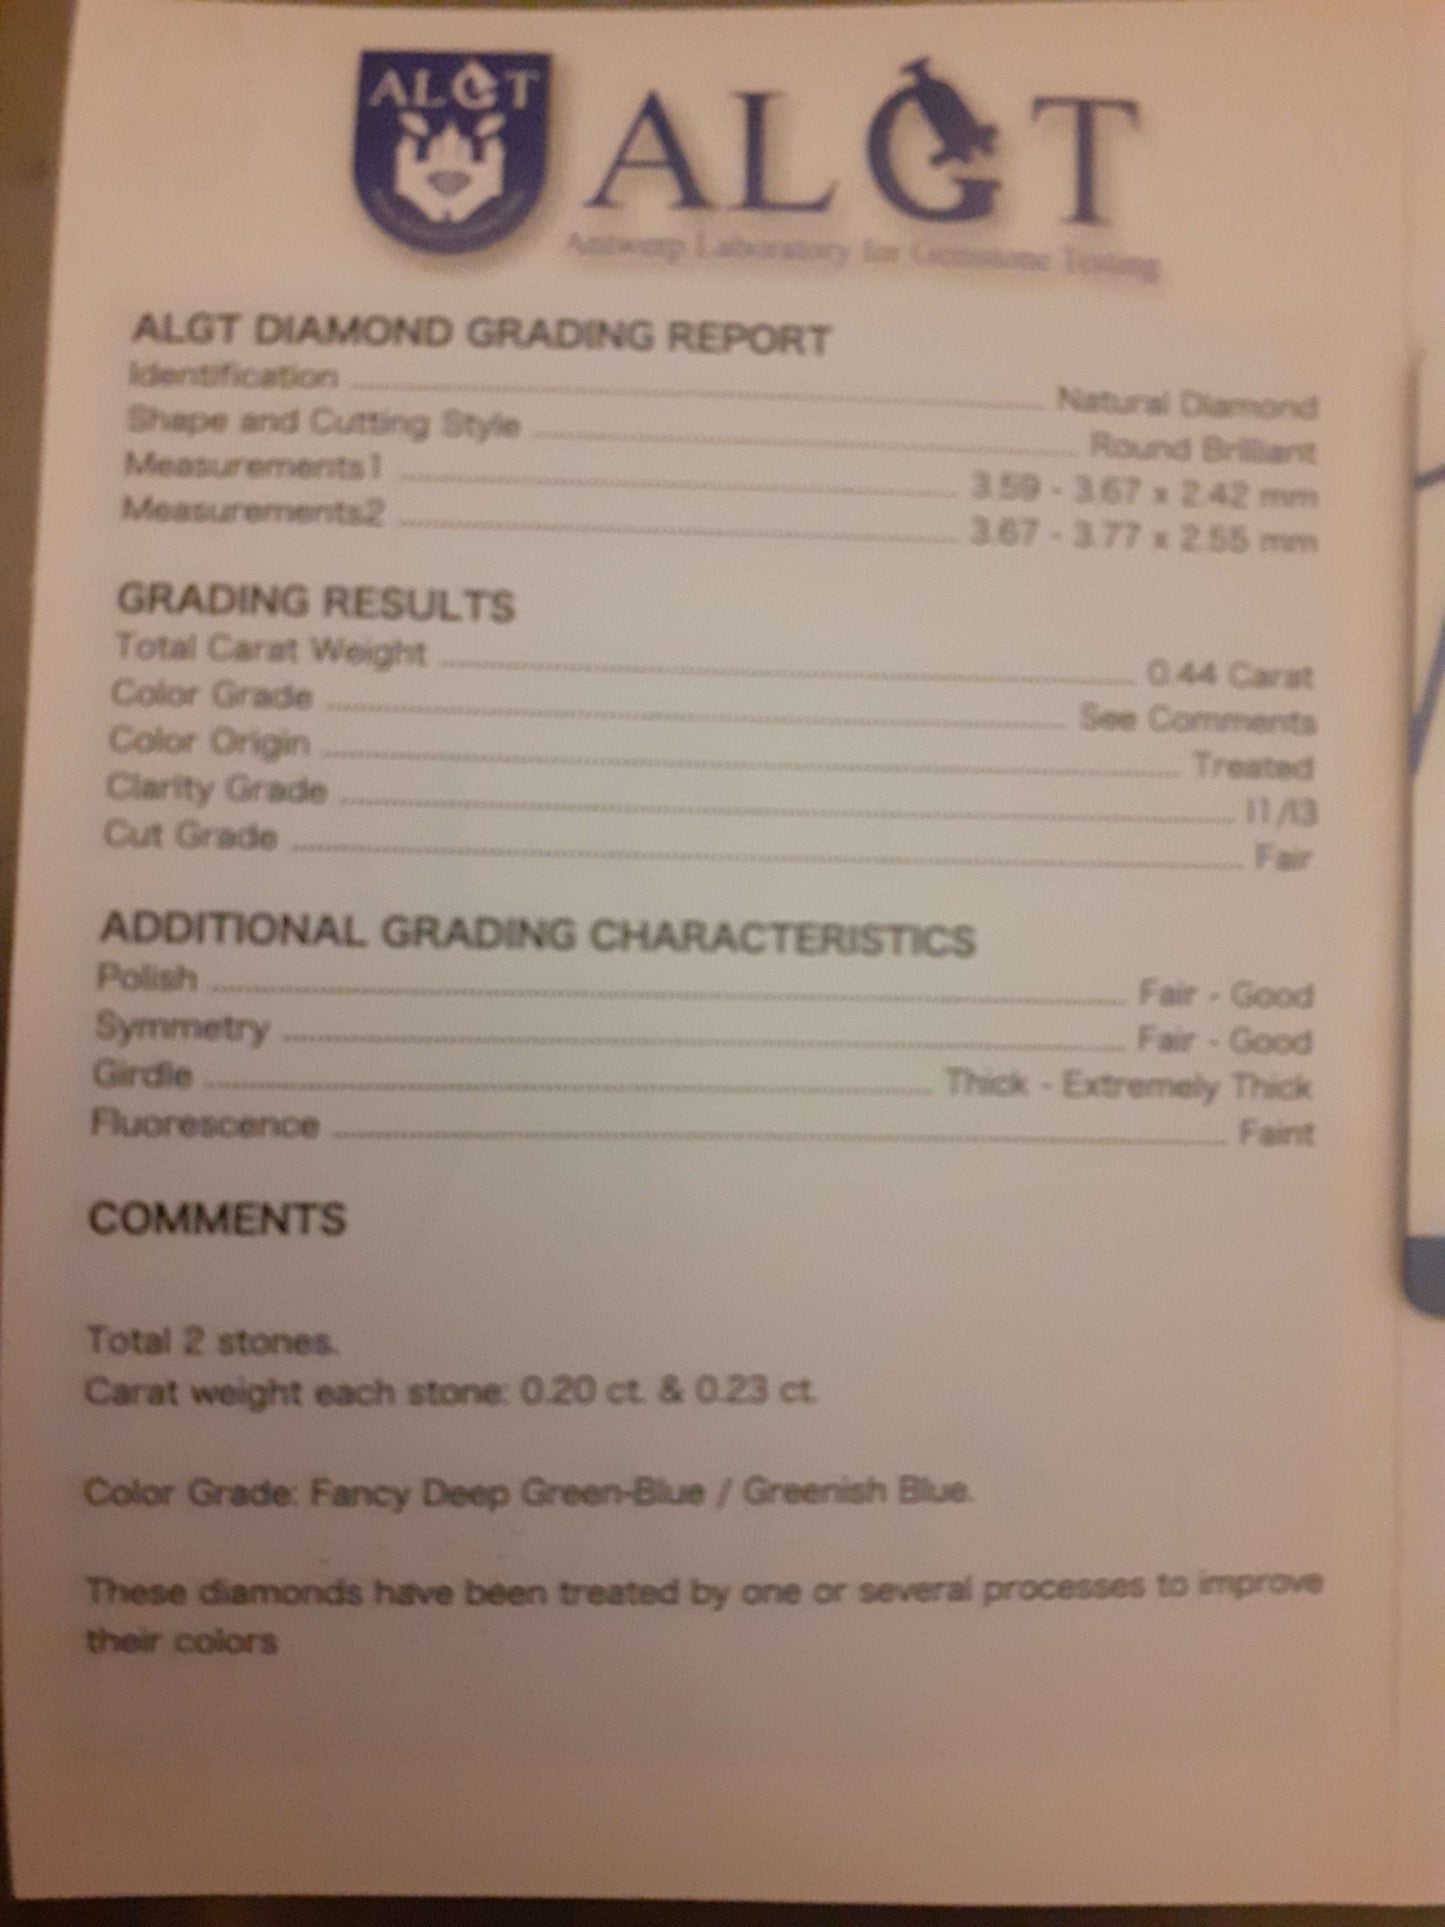 ALGT
ALGT
Antwerp Laboratory for Gemstone Testing
ALGT DIAMOND GRADING REPORT
Identification Natural Diamond
Shape and Cutting Style Round Brilliant
Measurements1 3.59 - 3.67 x 2.42 mm
Measurements2 3.67 - 3.77 x 2.55 mm
GRADING RESULTS
Total Carat Weight 0.44 Carat
Color Grade See Comments
Color Origin Treated
Clarity Grade I1/I3
Cut Grade Fair
ADDITIONAL GRADING CHARACTERISTICS
Polish Fair - Good
Symmetry Fair - Good
Girdle Thick - Extremely Thick
Fluorescence Faint
COMMENTS
Total 2 stones.
Carat weight each stone: 0.20 ct. & 0.23 ct.
Color Grade: Fancy Deep Green-Blue / Greenish Blue.
These diamonds have been treated by one or several processes to improve
their colors